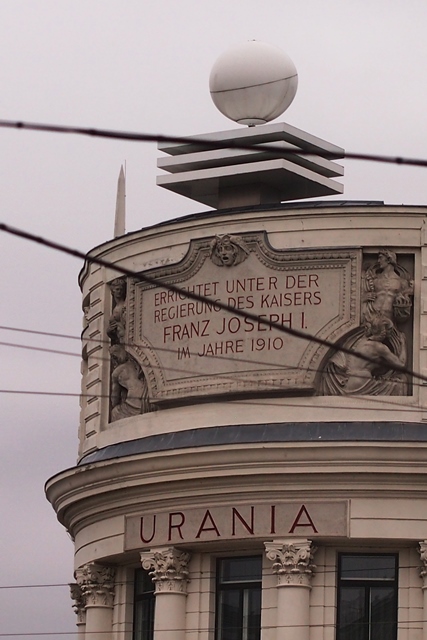 ERRICHTET UNTER DER
REGIERUNG DES KAISERS
FRANZ JOSEPH I.
IM JAHRE 1910
URANIA